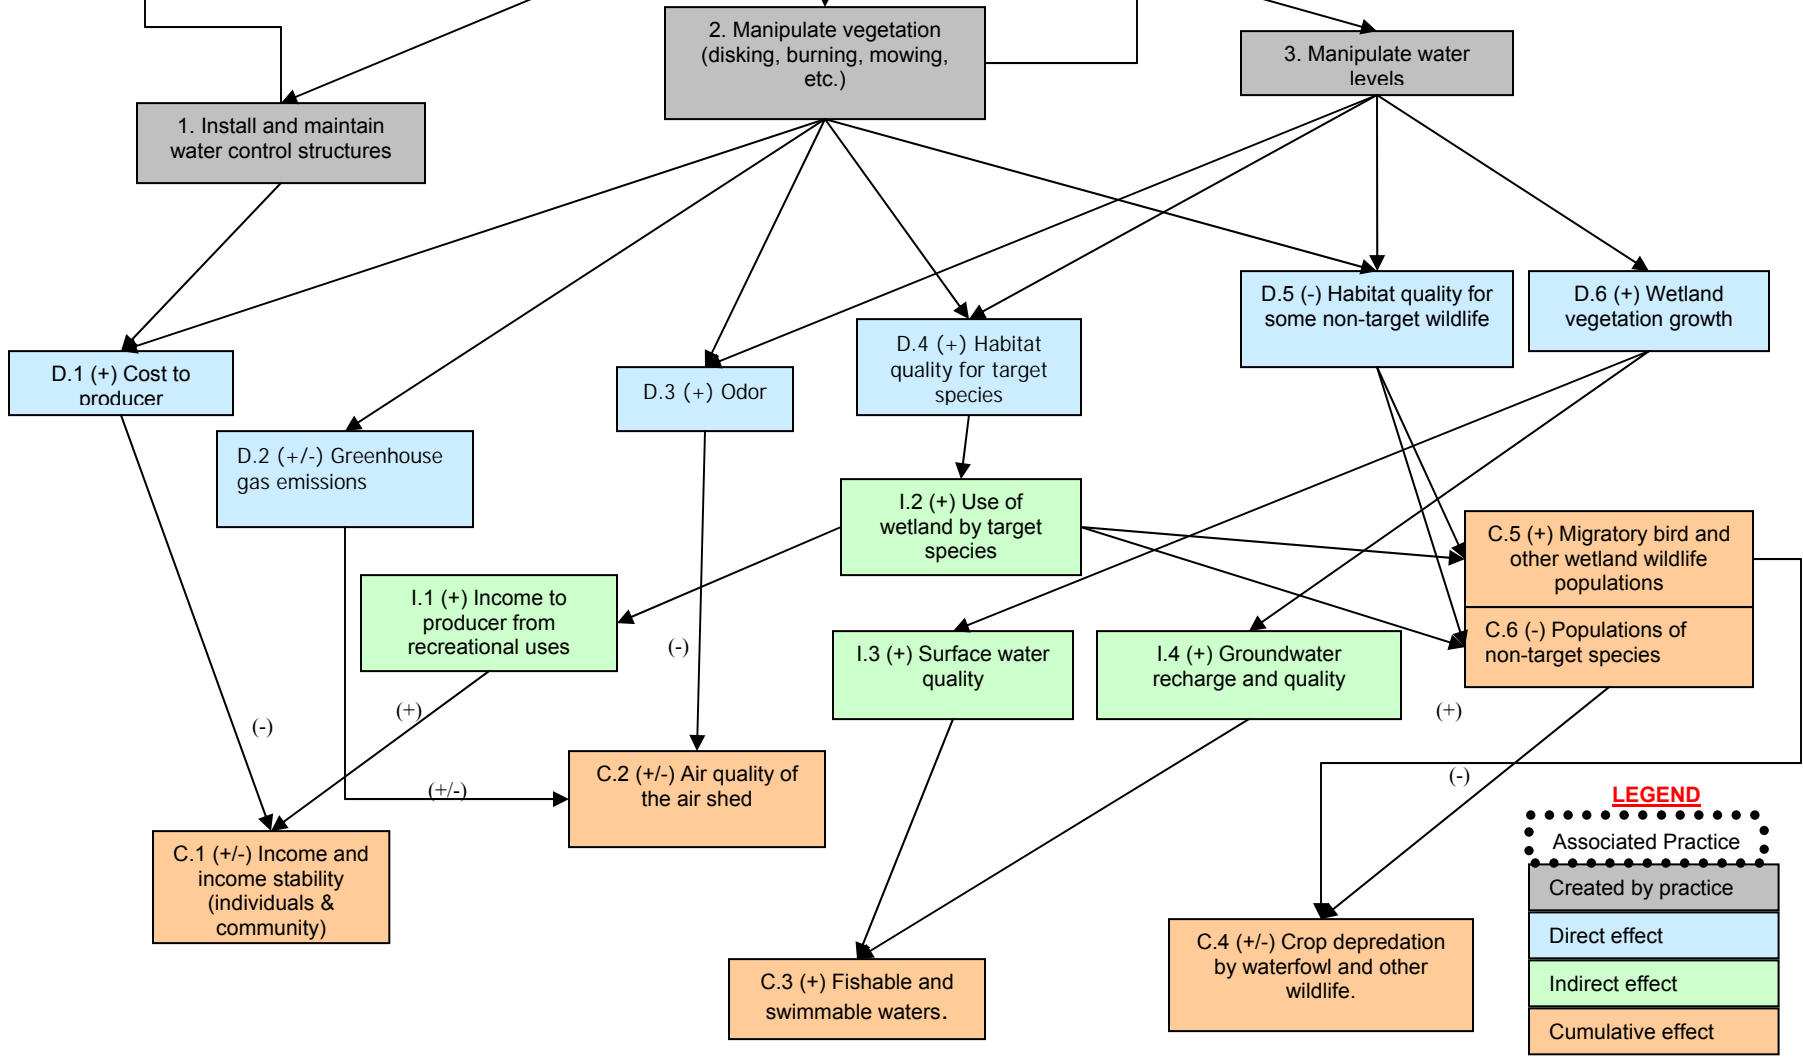 2. Manipulate vegetation
(disking, burning, mowing,
etc.)
3. Manipulate water
levels
1. Install and maintain
water control structures
D.5 (-) Habitat quality for
some non-target wildlife
D.6 (+) Wetland
vegetation growth
D.4 (+) Habitat
quality for target
species
D.1 (+) Cost to
producer
D.3 (+) Odor
D.2 (+/-) Greenhouse
gas emissions
I.2 (+) Use of
wetland by target
species
C.5 (+) Migratory bird and
other wetland wildlife
populations
I.1 (+) Income to
producer from
recreational uses
C.6 (-) Populations of
non-target species
(-)
I.3 (+) Surface water
quality
I.4 (+) Groundwater
recharge and quality
(+)
(+)
(-)
C.2 (+/-) Air quality of
the air shed
(+/-)
(-)
LEGEND
Associated Practice
Created by practice
Direct effect
Indirect effect
Cumulative effect
C.1 (+/-) Income and
income stability
(individuals &
community)
C.4 (+/-) Crop depredation
by waterfowl and other
wildlife.
C.3 (+) Fishable and
swimmable waters.